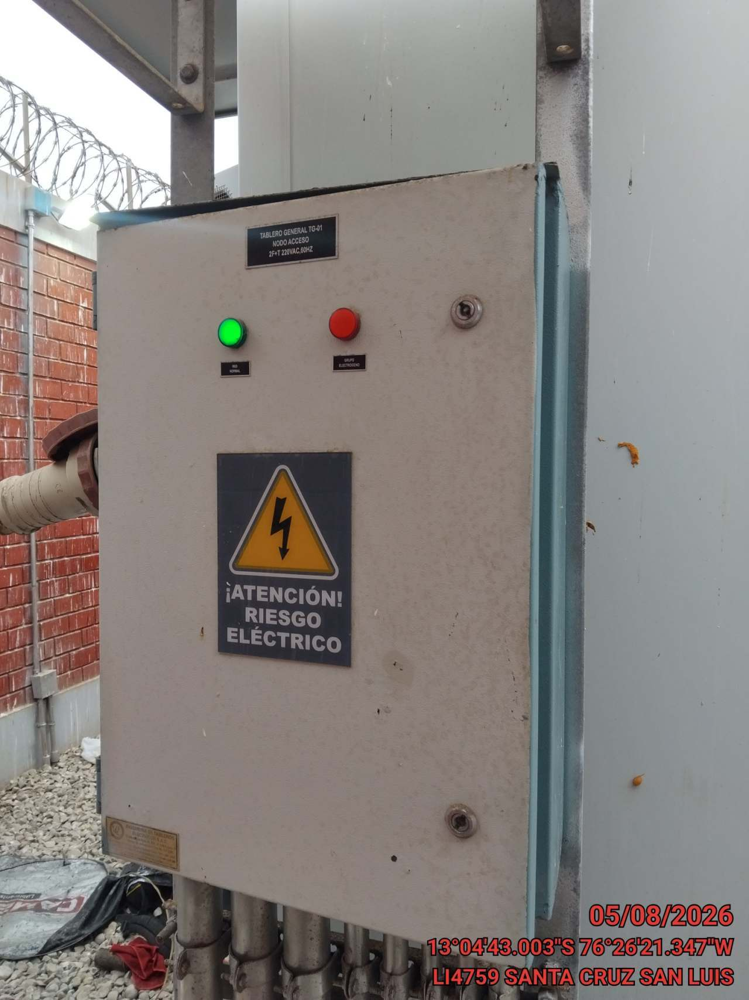 TABLERO GENERAL TG-01
NODO ACCESO
2F+T 220VAC,60HZ
RED
NORMAL
GRUPO
ELECTROGENO
¡ATENCIÓN!
RIESGO
ELÉCTRICO
05/08/2026
13°04'43.003"S 76°26'21.347"W
LI4759 SANTA CRUZ SAN LUIS